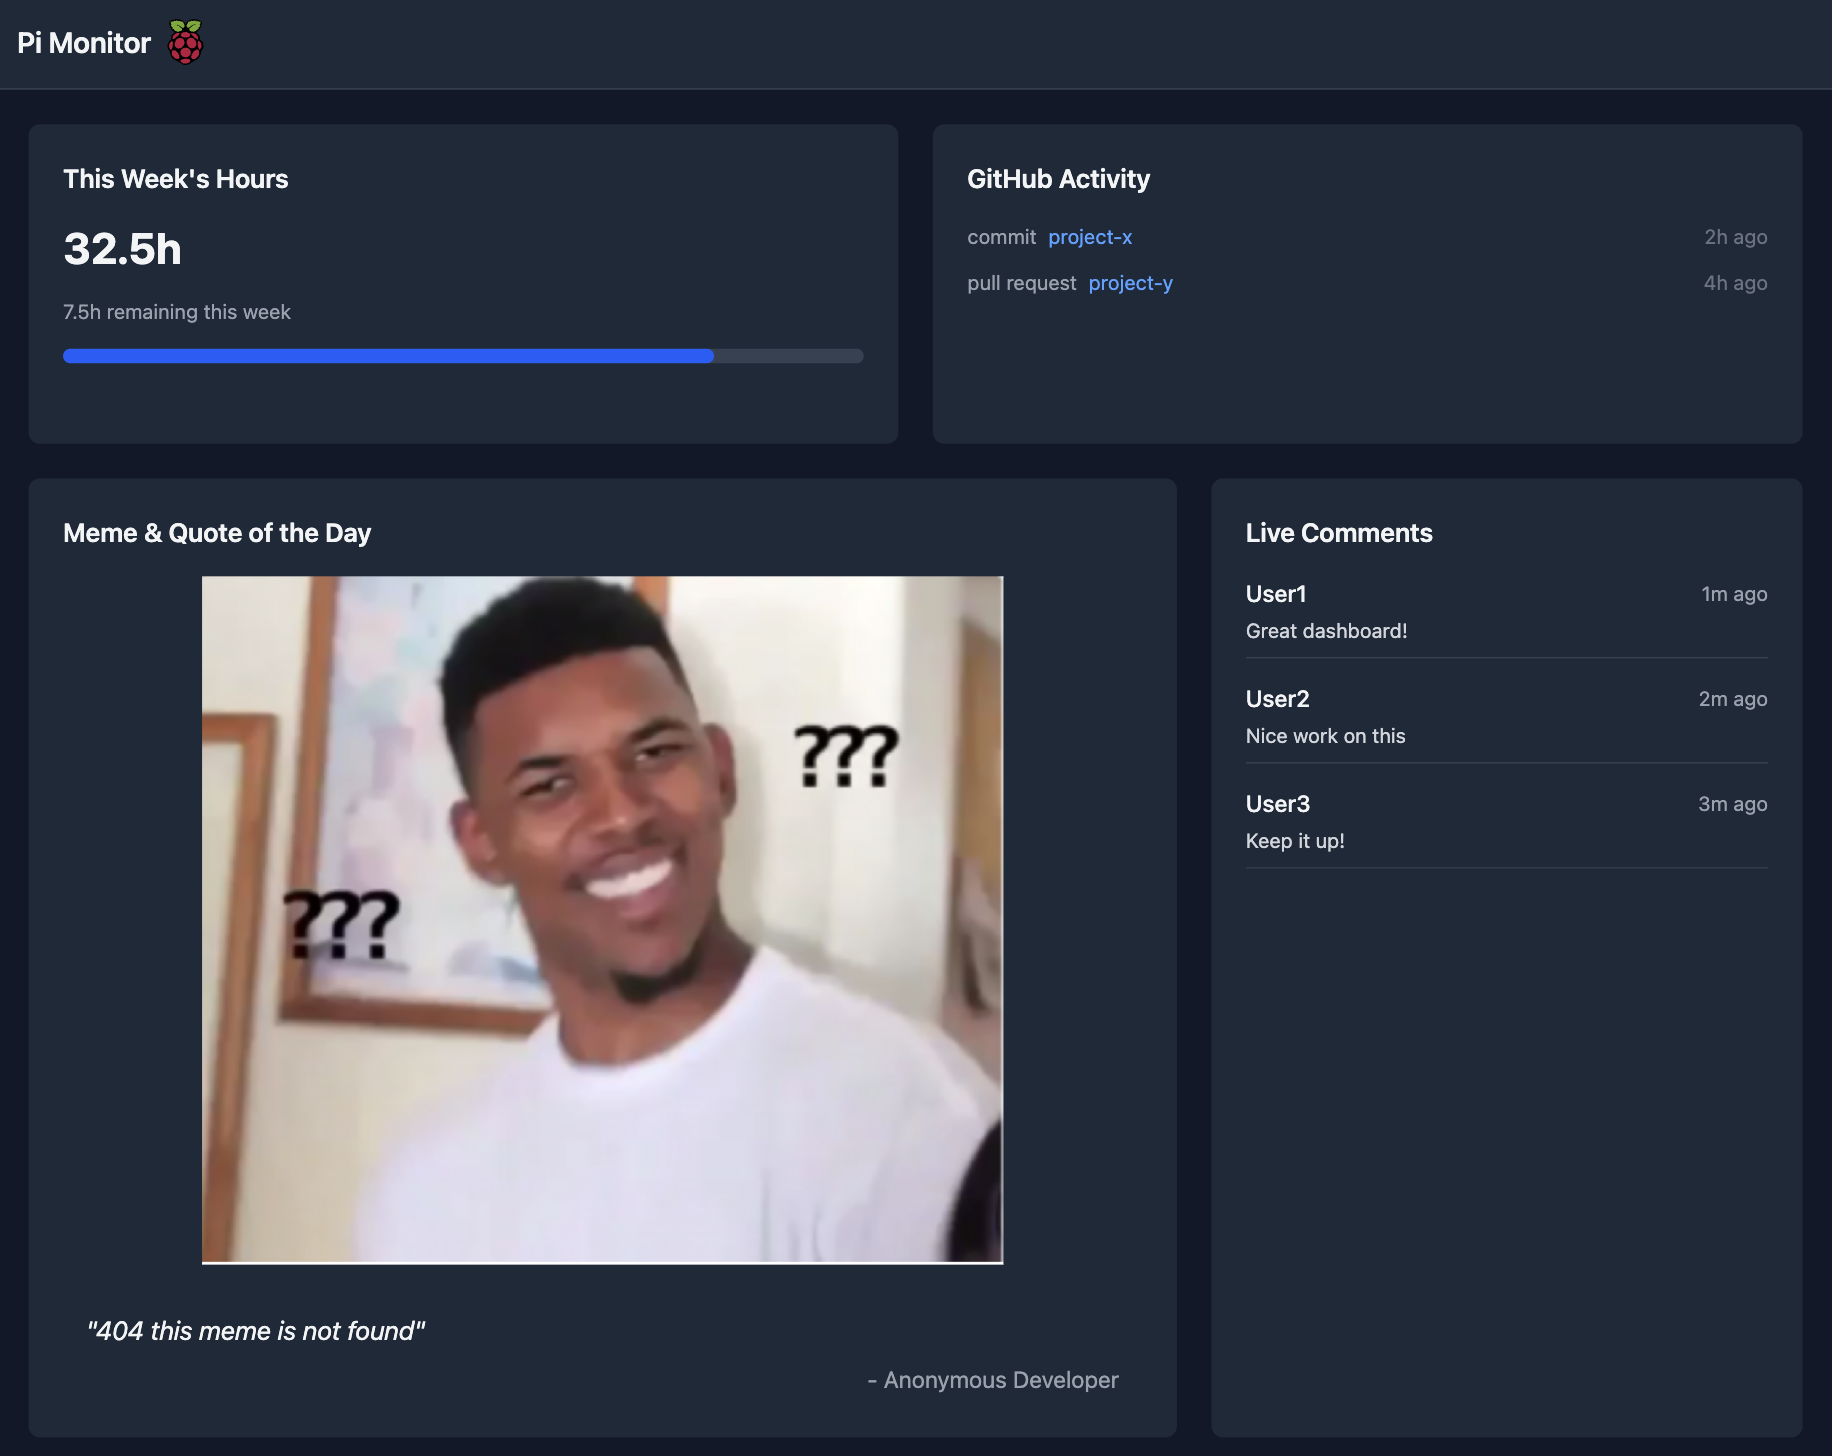 Pi Monitor
This Week's Hours
32.5h
7.5h remaining this week
GitHub Activity
commit project-x 2h ago
pull request project-y 4h ago
Meme & Quote of the Day
???
???
"404 this meme is not found"
- Anonymous Developer
Live Comments
User1 1m ago
Great dashboard!
User2 2m ago
Nice work on this
User3 3m ago
Keep it up!